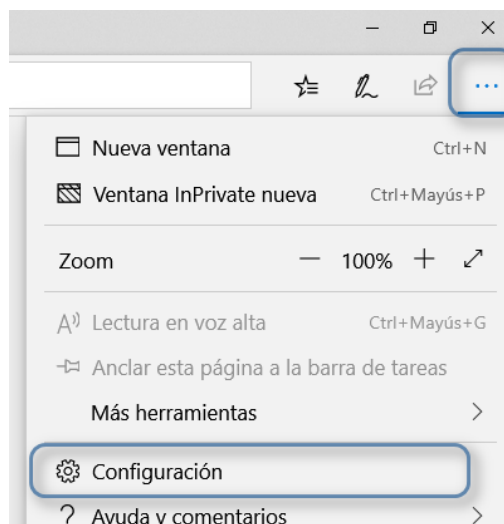 Nueva ventana Ctrl+N
Ventana InPrivate nueva Ctrl+Mayús+P
Zoom 100%
Lectura en voz alta Ctrl+Mayús+G
Anclar esta página a la barra de tareas
Más herramientas
Configuración
Ayuda y comentarios